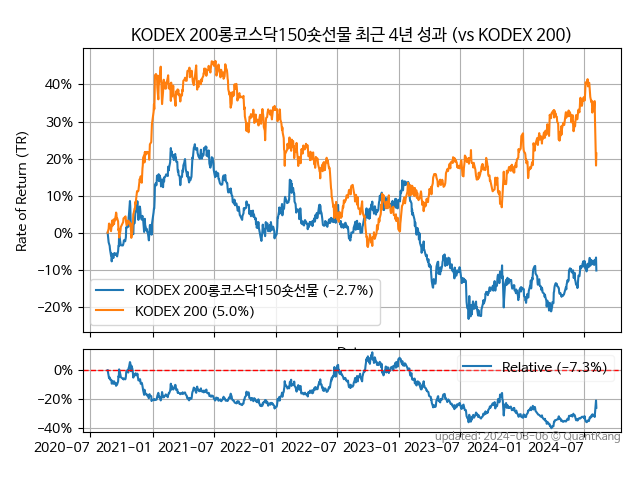 KODEX 200롱코스닥150숏선물 최근 4년 성과 (vs KODEX 200)
Rate of Return (TR)
40%
30%
20%
10%
0%
−10%
−20%
KODEX 200롱코스닥150숏선물 (−2.7%)
KODEX 200 (5.0%)
0%
−20%
−40%
Relative (−7.3%)
2020-07 2021-01 2021-07 2022-01 2022-07 2023-01 2023-07 2024-01 2024-07
updated: 2024-08-06 © QuantKang